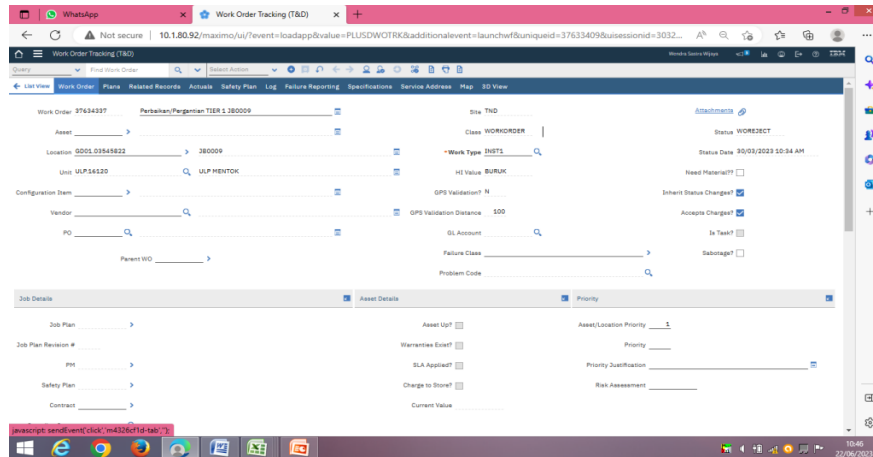 WhatsApp
Work Order Tracking (T&D)
Not secure | 10.1.80.92/maximo/ui/?event=loadapp&value=PLUSDWOTRK&additionalevent=launchwf&uniqueid=37633409&uisessionid=3032...
Work Order Tracking (T&D)
IBM
Query Find Work Order Select Action
List View Work Order Plans Related Records Actuals Safety Plan Log Failure Reporting Specifications Service Address Map 3D View
Work Order 37634337 Perbaikan/Pergantian TIER 1 JB0009 Site TND Attachments
Asset Class WORKORDER Status WOREJECT
Location G001.03545822 JB0009 *Work Type INST1 Status Date 30/03/2023 10:34 AM
Unit ULP.16120 ULP MENTOK HI Value BURUK Need Material??
Configuration Item GPS Validation? N Inherit Status Changes?
Vendor GPS Validation Distance 100 Accepts Charges?
PO GL Account Is Task?
Parent WO Failure Class Sabotage?
Problem Code
Job Details Asset Details Priority
Job Plan Asset Up? Asset/Location Priority 1
Job Plan Revision # Warranties Exist? Priority
PM SLA Applied? Priority Justification
Safety Plan Charge to Store? Risk Assessment
Contract Current Value
javascript: sendEvent('click','m4326cf1d-tab','');
10:46
22/06/2023